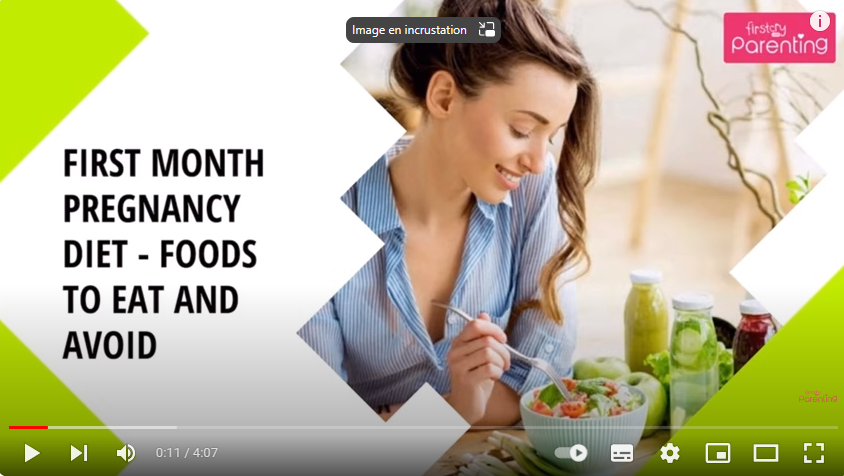 Image en incrustation
firstcry
Parenting
FIRST MONTH
PREGNANCY
DIET - FOODS
TO EAT AND
AVOID
Parenting
0:11 / 4:07